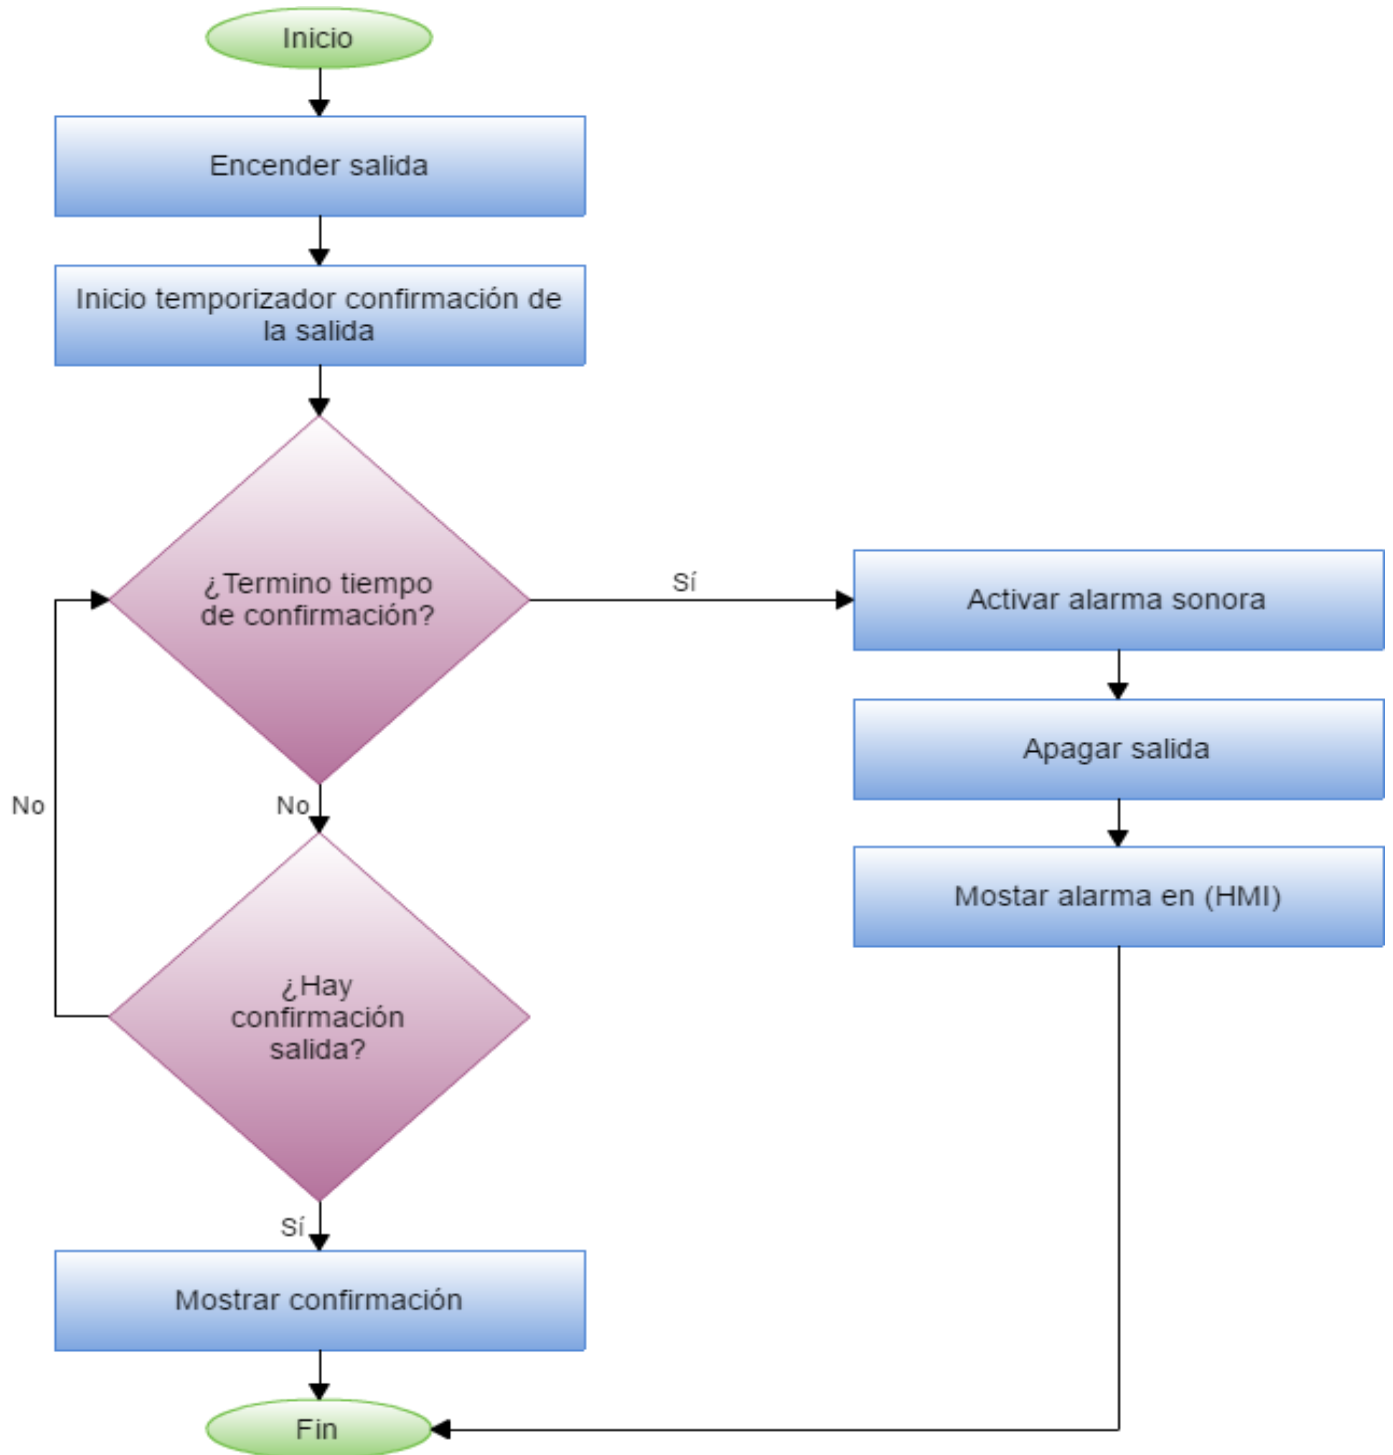 Inicio
Encender salida
Inicio temporizador confirmación de
la salida
¿Termino tiempo
de confirmación?
Sí
Activar alarma sonora
Apagar salida
No
No
Mostar alarma en (HMI)
¿Hay
confirmación
salida?
Sí
Mostrar confirmación
Fin